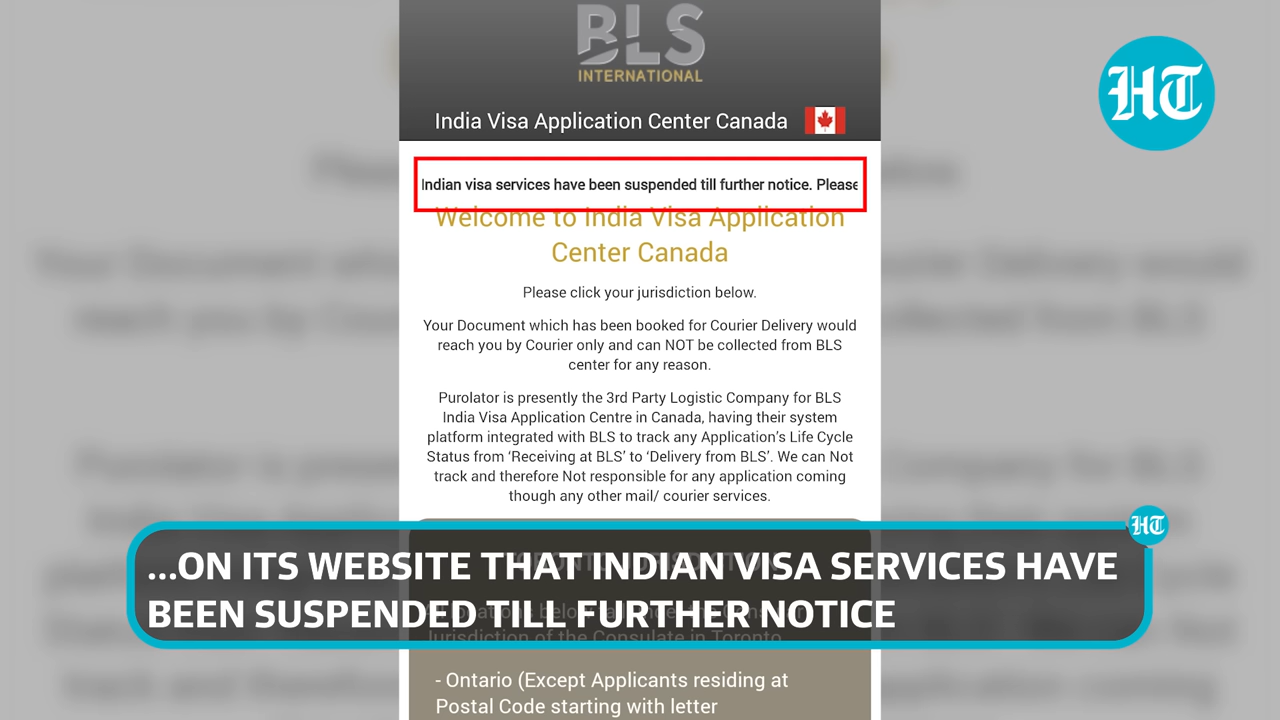 BLS
INTERNATIONAL
HT
India Visa Application Center Canada
Indian visa services have been suspended till further notice. Please
Welcome to India Visa Application
Center Canada
Please click your jurisdiction below.
Your Document which has been booked for Courier Delivery would
reach you by Courier only and can NOT be collected from BLS
center for any reason.
Purolator is presently the 3rd Party Logistic Company for BLS
India Visa Application Centre in Canada, having their system
platform integrated with BLS to track any Application's Life Cycle
Status from ‘Receiving at BLS’ to ‘Delivery from BLS’. We can Not
track and therefore Not responsible for any application coming
though any other mail/ courier services.
HT
...ON ITS WEBSITE THAT INDIAN VISA SERVICES HAVE
BEEN SUSPENDED TILL FURTHER NOTICE
Jurisdiction of the Consulate in Toronto
- Ontario (Except Applicants residing at
Postal Code starting with letter